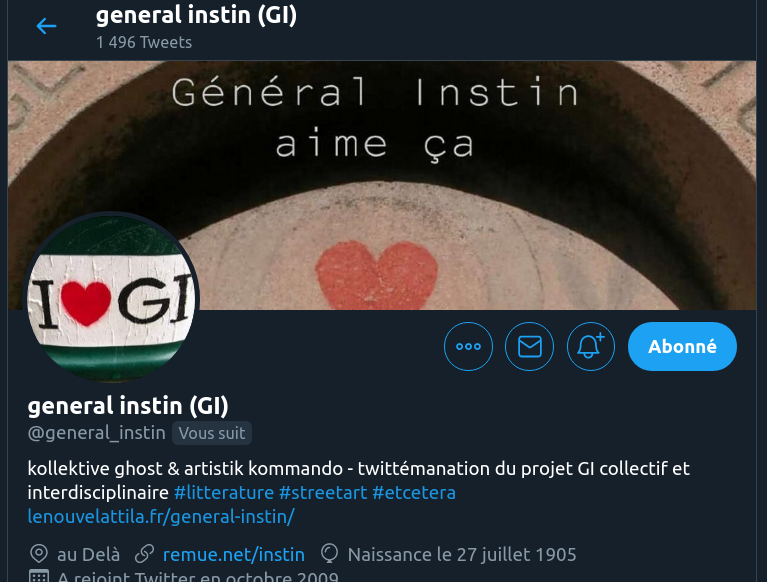 general instin (GI)
1 496 Tweets
Général Instin
aime ça
I ❤ GI
Abonné
general instin (GI)
@general_instin Vous suit
kollektive ghost & artistik kommando - twittémanation du projet GI collectif et
interdisciplinaire #litterature #streetart #etcetera
lenouvelattila.fr/general-instin/
au Delà remue.net/instin Naissance le 27 juillet 1905
A rejoint Twitter en octobre 2009